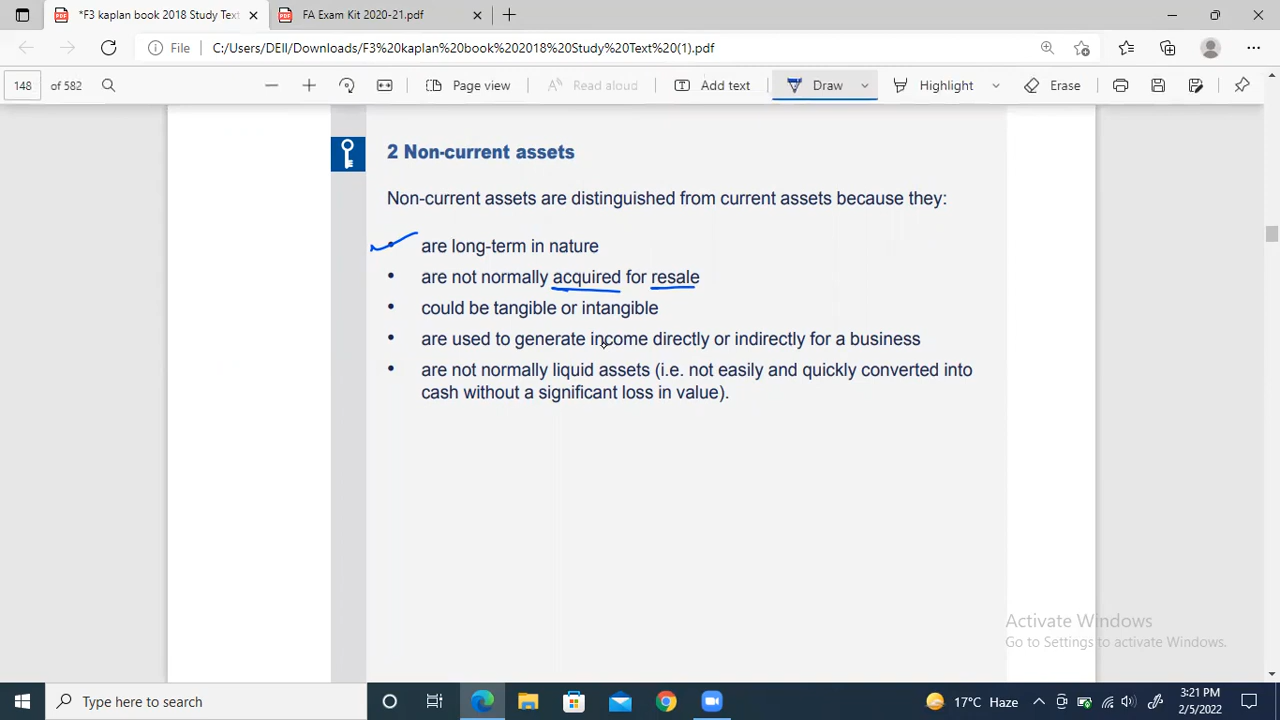 *F3 kaplan book 2018 Study Text
FA Exam Kit 2020-21.pdf
File
C:/Users/DEll/Downloads/F3%20kaplan%20book%202018%20Study%20Text%20(1).pdf
148 of 582
Page view
Read aloud
Add text
Draw
Highlight
Erase
2 Non-current assets
Non-current assets are distinguished from current assets because they:
• are long-term in nature
• are not normally acquired for resale
• could be tangible or intangible
• are used to generate income directly or indirectly for a business
• are not normally liquid assets (i.e. not easily and quickly converted into
cash without a significant loss in value).
Activate Windows
Go to Settings to activate Windows.
Type here to search
17°C Haze
3:21 PM
2/5/2022